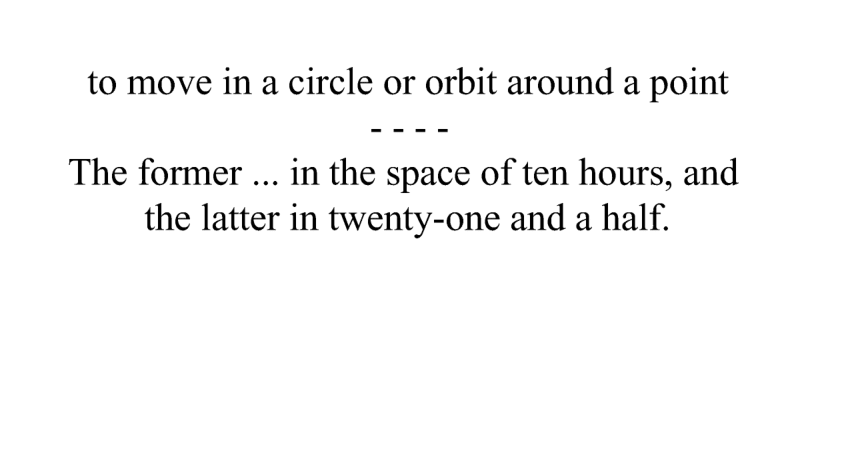 to move in a circle or orbit around a point
- - - -
The former ... in the space of ten hours, and
the latter in twenty-one and a half.